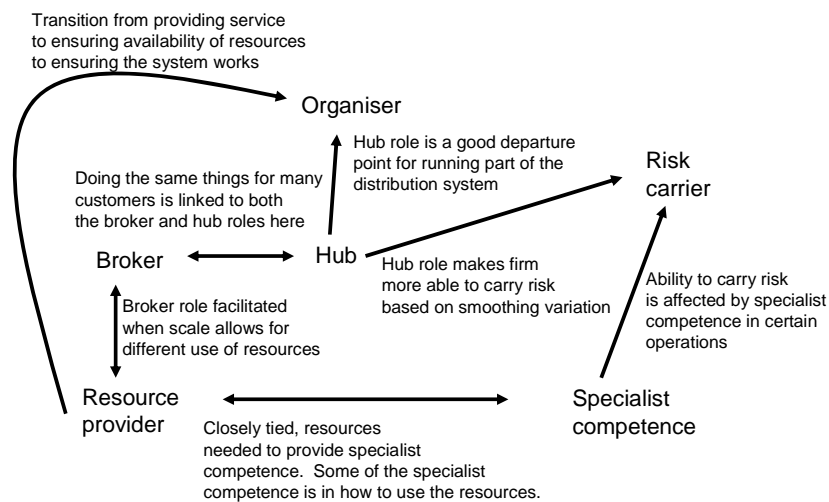 Transition from providing service
to ensuring availability of resources
to ensuring the system works
Organiser
Hub role is a good departure
point for running part of the
distribution system
Risk
carrier
Doing the same things for many
customers is linked to both
the broker and hub roles here
Broker
Hub
Hub role makes firm
more able to carry risk
based on smoothing variation
Ability to carry risk
is affected by specialist
competence in certain
operations
Broker role facilitated
when scale allows for
different use of resources
Resource
provider
Specialist
competence
Closely tied, resources
needed to provide specialist
competence.  Some of the specialist
competence is in how to use the resources.